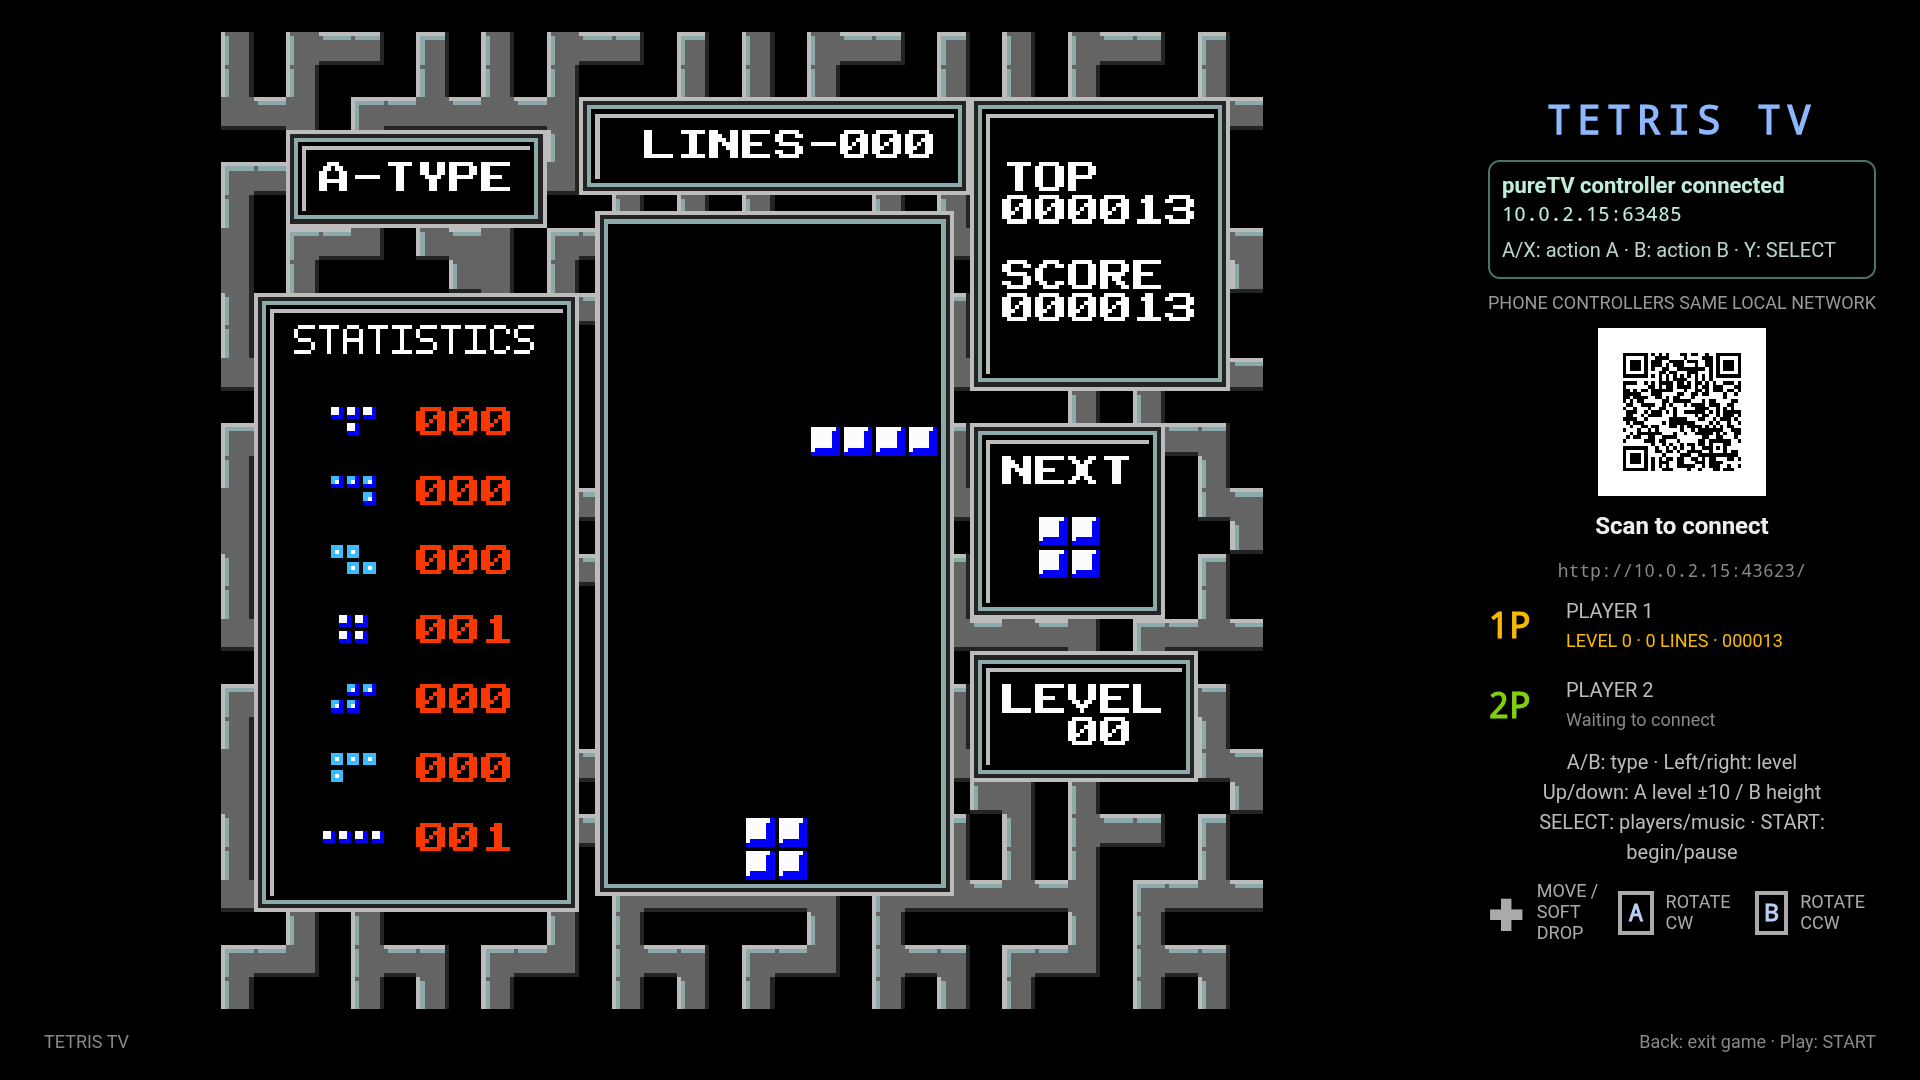 A-TYPE
LINES-000
TOP
000013
SCORE
000013
STATISTICS
000
000
000
001
000
000
001
NEXT
LEVEL
00
TETRIS TV
pureTV controller connected
10.0.2.15:63485
A/X: action A · B: action B · Y: SELECT
PHONE CONTROLLERS SAME LOCAL NETWORK
Scan to connect
http://10.0.2.15:43623/
1P
PLAYER 1
LEVEL 0 · 0 LINES · 000013
2P
PLAYER 2
Waiting to connect
A/B: type · Left/right: level
Up/down: A level ±10 / B height
SELECT: players/music · START:
begin/pause
MOVE /
SOFT
DROP
A
ROTATE
CW
B
ROTATE
CCW
TETRIS TV
Back: exit game · Play: START